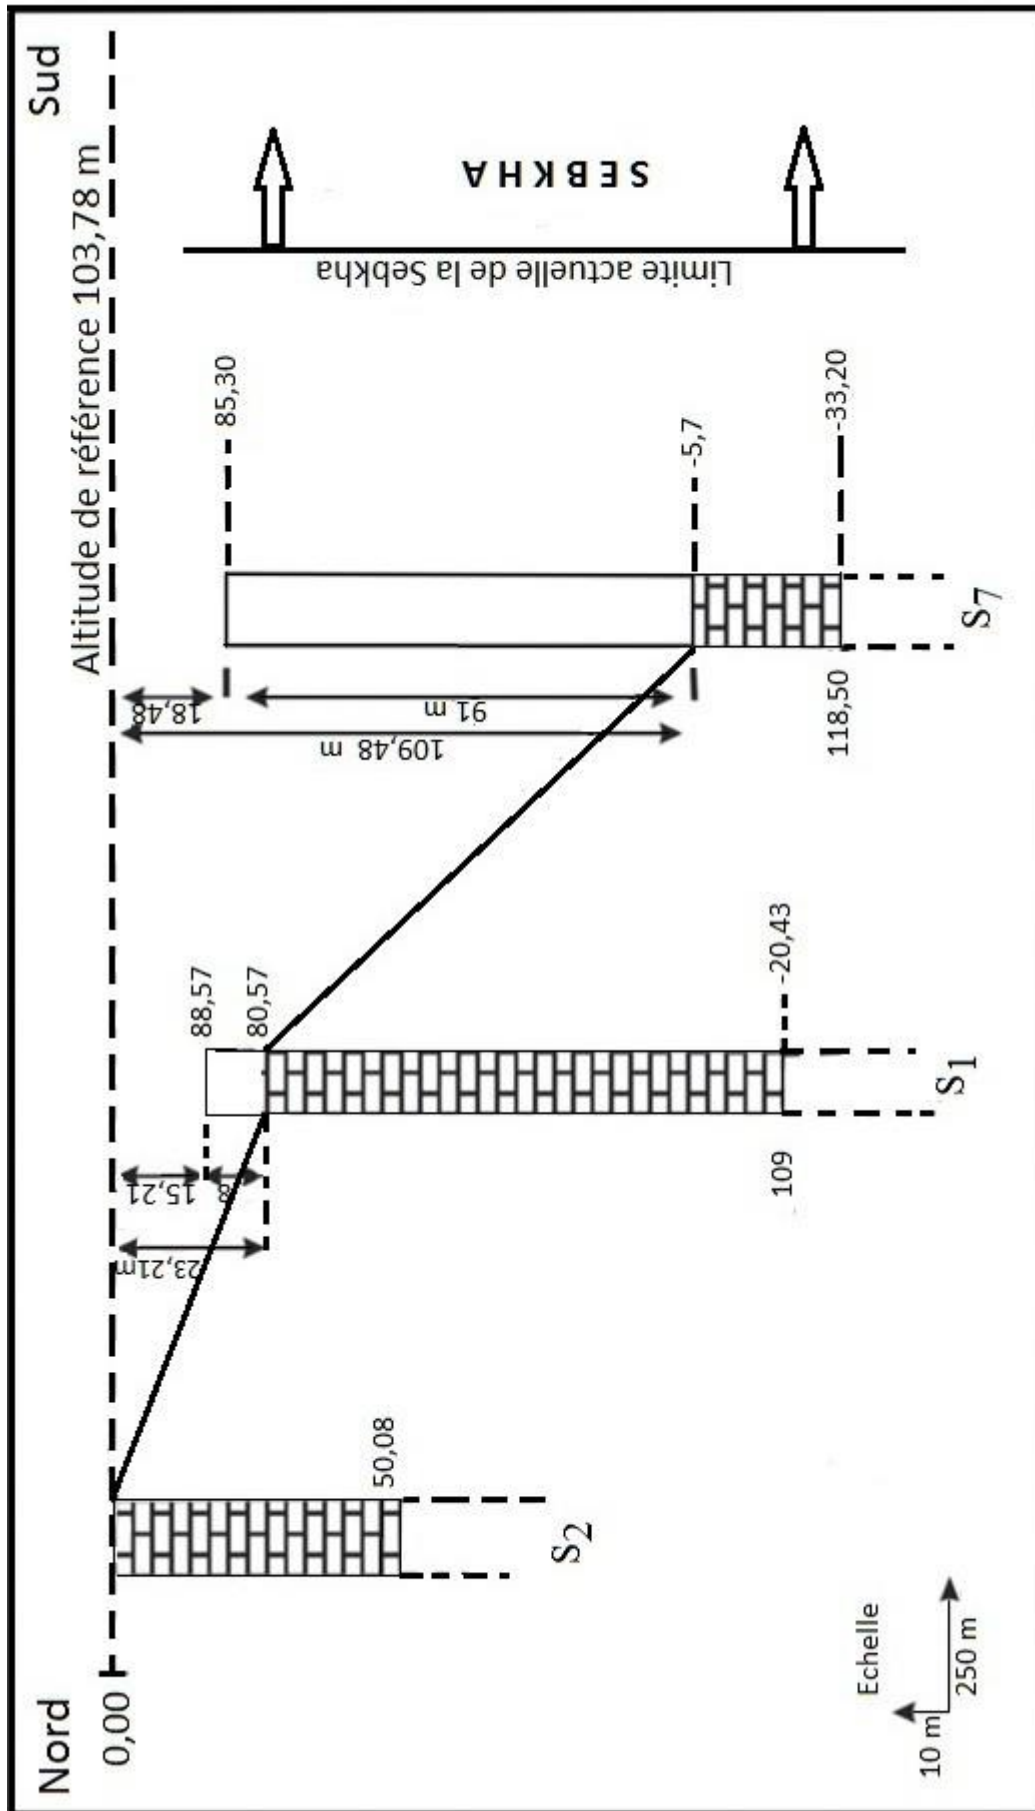 Nord
Sud
0,00
Altitude de référence 103,78 m
50,08
S2
23,21m
15,21
8
88,57
80,57
-20,43
109
S1
18,48
91 m
109,48 m
85,30
-5,7
-33,20
118,50
S7
Limite actuelle de la Sebkha
SEBKHA
Echelle
10 m
250 m